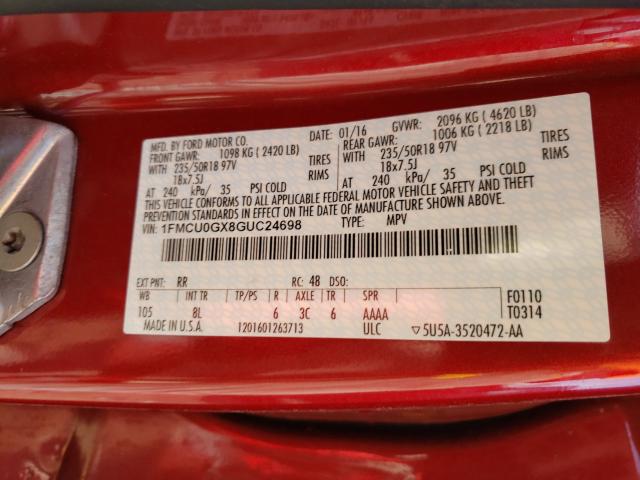 MFD. BY FORD MOTOR CO. DATE: 01/16 GVWR: 2096 KG ( 4620 LB)
FRONT GAWR: 1098 KG ( 2420 LB) REAR GAWR: 1006 KG ( 2218 LB)
WITH 235/50R18 97V TIRES WITH 235/50R18 97V TIRES
18x7.5J RIMS 18x7.5J RIMS
AT 240 kPa/ 35 PSI COLD AT 240 kPa/ 35 PSI COLD
THIS VEHICLE CONFORMS TO ALL APPLICABLE FEDERAL MOTOR VEHICLE SAFETY AND THEFT
PREVENTION STANDARDS IN EFFECT ON THE DATE OF MANUFACTURE SHOWN ABOVE.
VIN: 1FMCU0GX8GUC24698 TYPE: MPV
EXT PNT: RR RC: 48 DSO:
WB INT TR TP/PS R AXLE TR SPR F0110
105 8L 6 3C 6 AAAA T0314
MADE IN U.S.A. 1201601263713 ULC ▽5U5A-3520472-AA